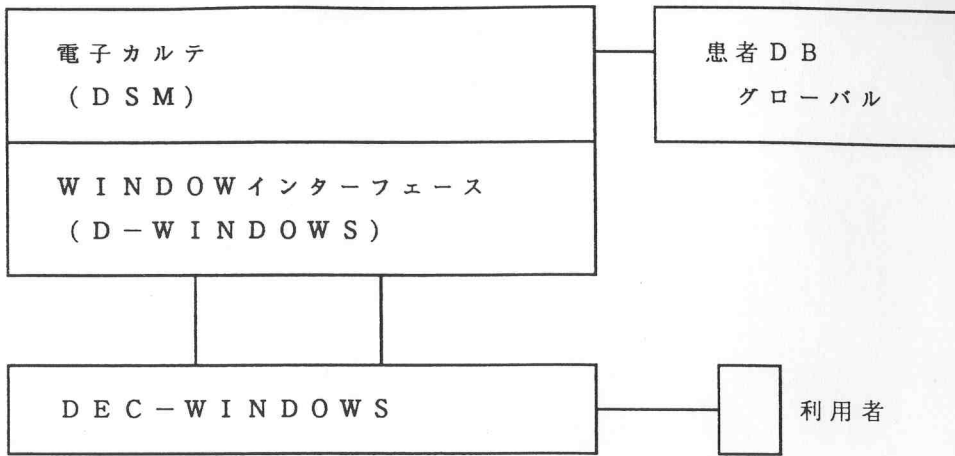 電子カルテ
(DSM)
患者DB
グローバル
WINDOWインターフェース
(D-WINDOWS)
DEC-WINDOWS
利用者